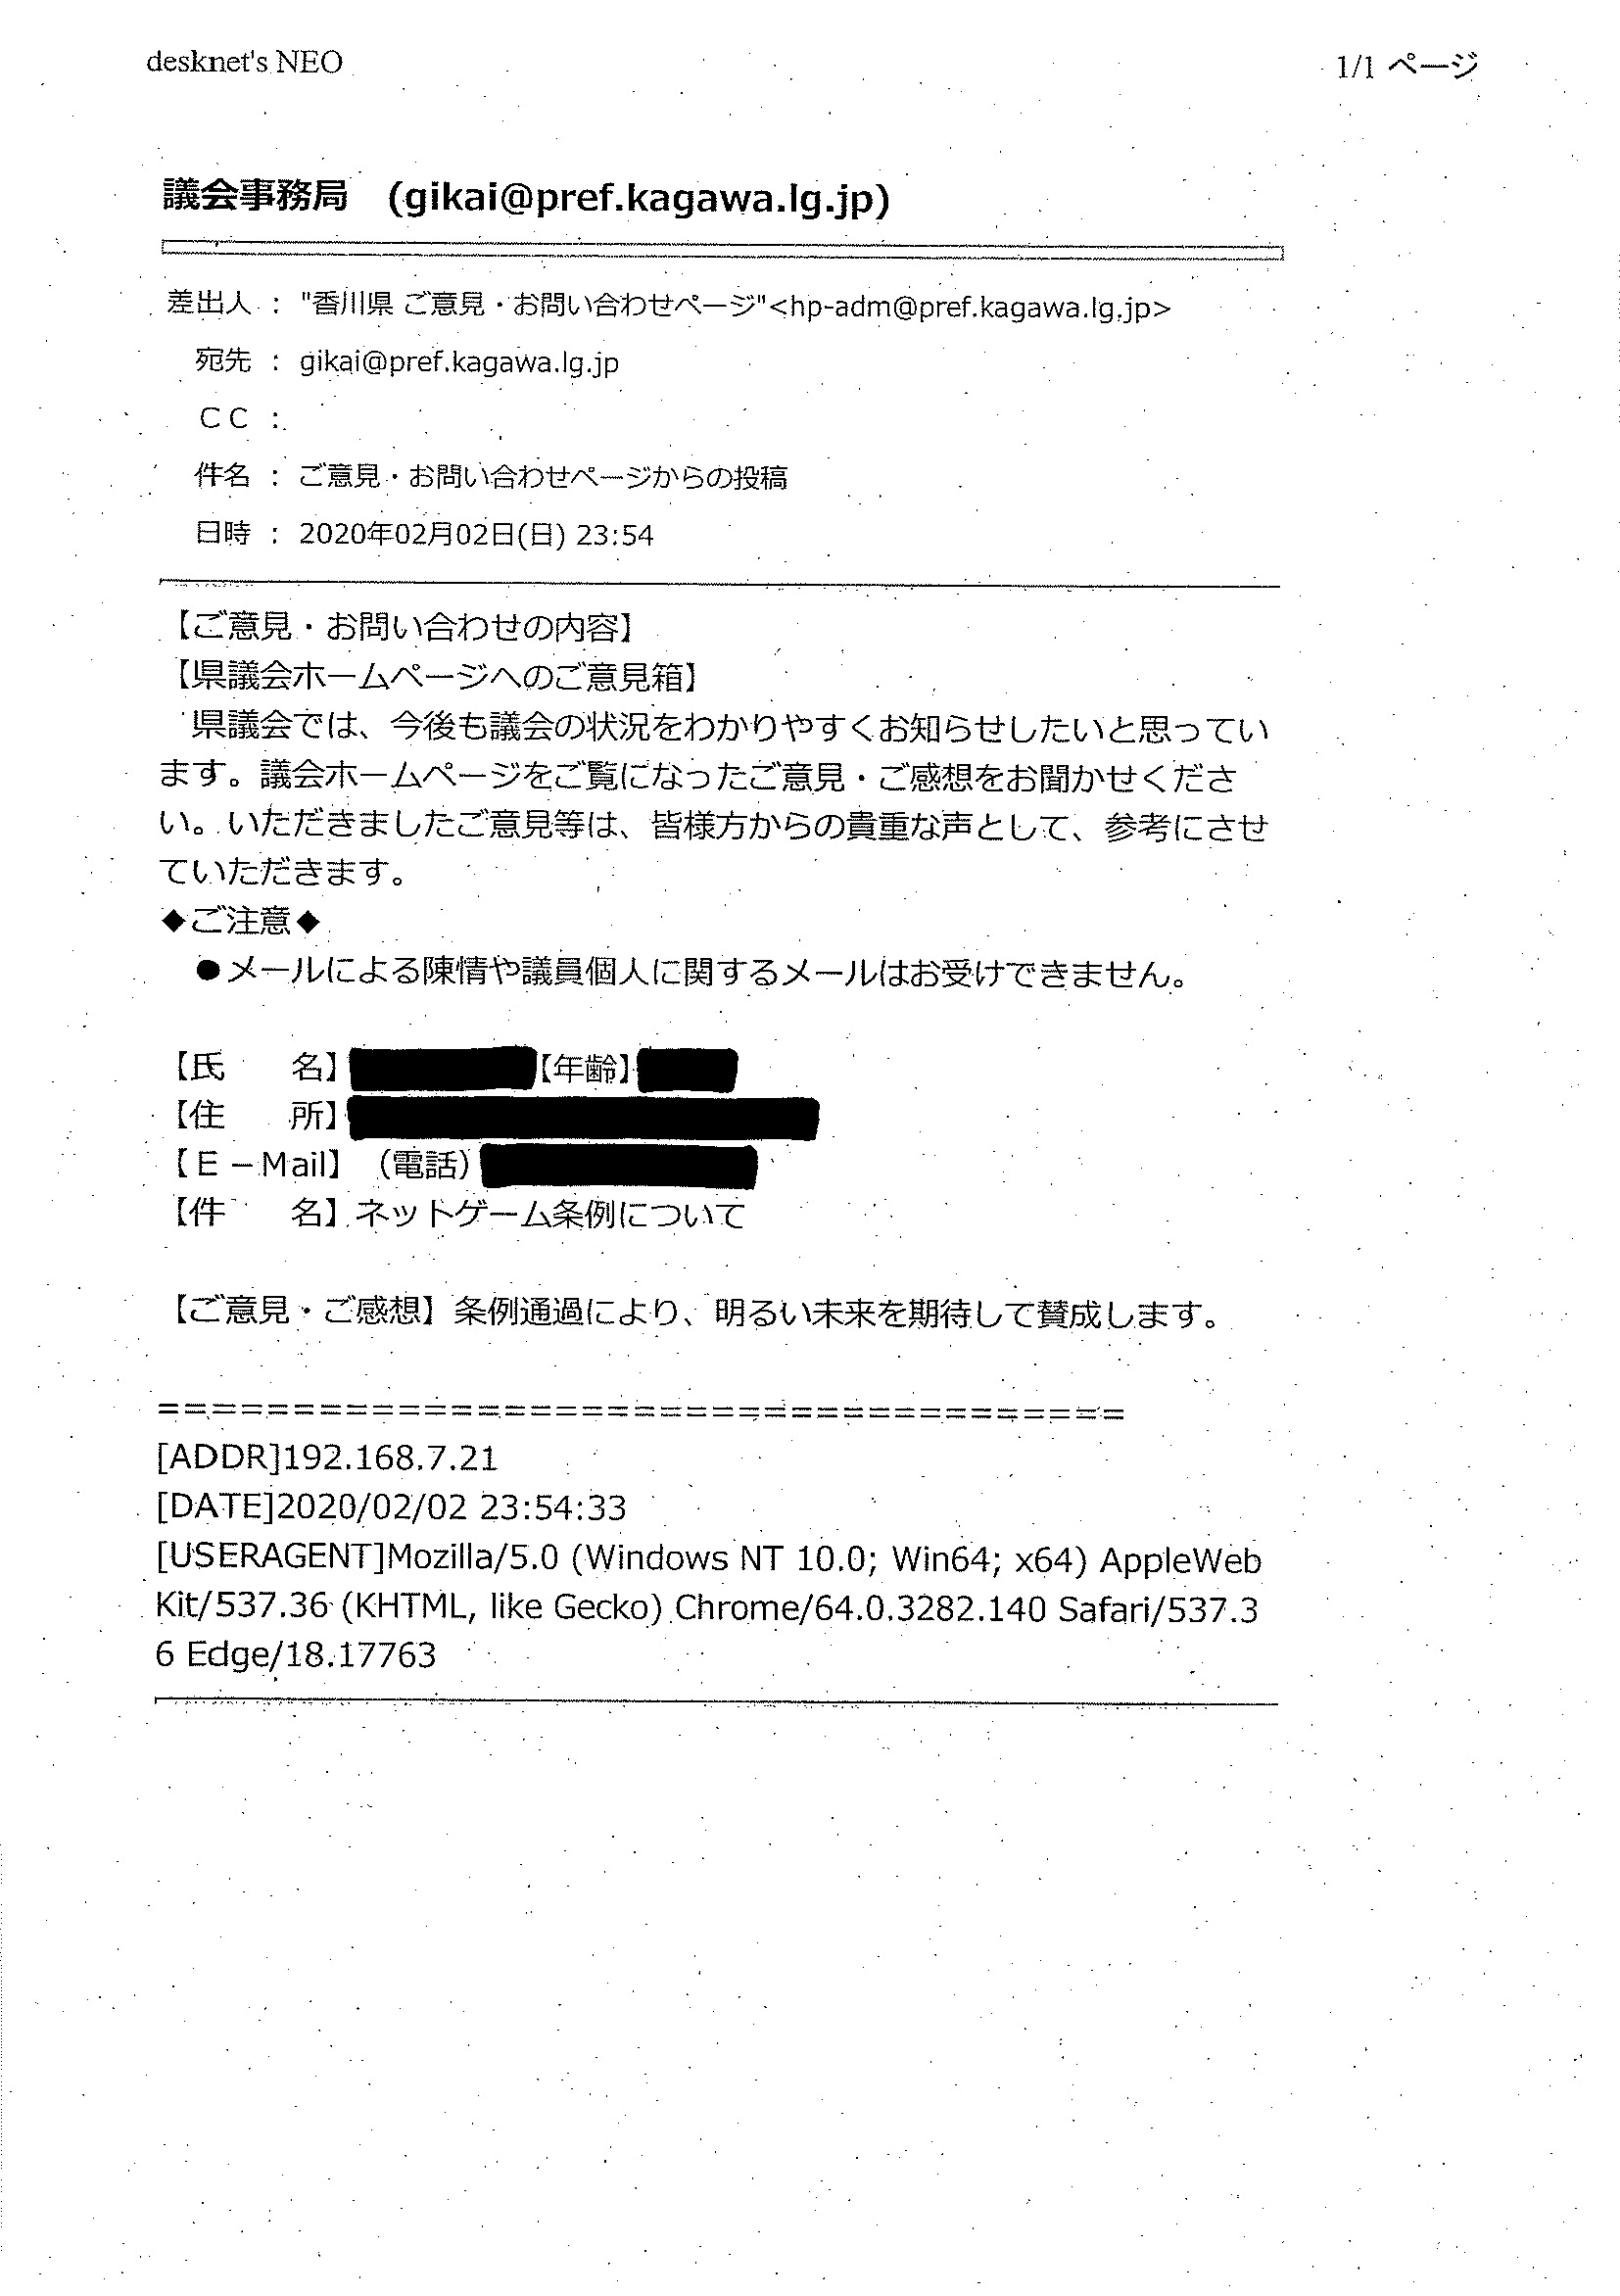 desknet's NEO
1/1 ページ
議会事務局　(gikai@pref.kagawa.lg.jp)
差出人 ： "香川県 ご意見・お問い合わせページ"<hp-adm@pref.kagawa.lg.jp>
宛先 ： gikai@pref.kagawa.lg.jp
ＣＣ ：
件名 ： ご意見・お問い合わせページからの投稿
日時 ： 2020年02月02日(日) 23:54
【ご意見・お問い合わせの内容】
【県議会ホームページへのご意見箱】
　県議会では、今後も議会の状況をわかりやすくお知らせしたいと思ってい
ます。議会ホームページをご覧になったご意見・ご感想をお聞かせくださ
い。いただきましたご意見等は、皆様方からの貴重な声として、参考にさせ
ていただきます。
◆ご注意◆
　●メールによる陳情や議員個人に関するメールはお受けできません。
【氏　　名】【年齢】
【住　　所】
【Ｅ－Mail】（電話）
【件　　名】ネットゲーム条例について
【ご意見・ご感想】条例通過により、明るい未来を期待して賛成します。
=====================================
[ADDR]192.168.7.21
[DATE]2020/02/02 23:54:33
[USERAGENT]Mozilla/5.0 (Windows NT 10.0; Win64; x64) AppleWeb
Kit/537.36 (KHTML, like Gecko) Chrome/64.0.3282.140 Safari/537.3
6 Edge/18.17763